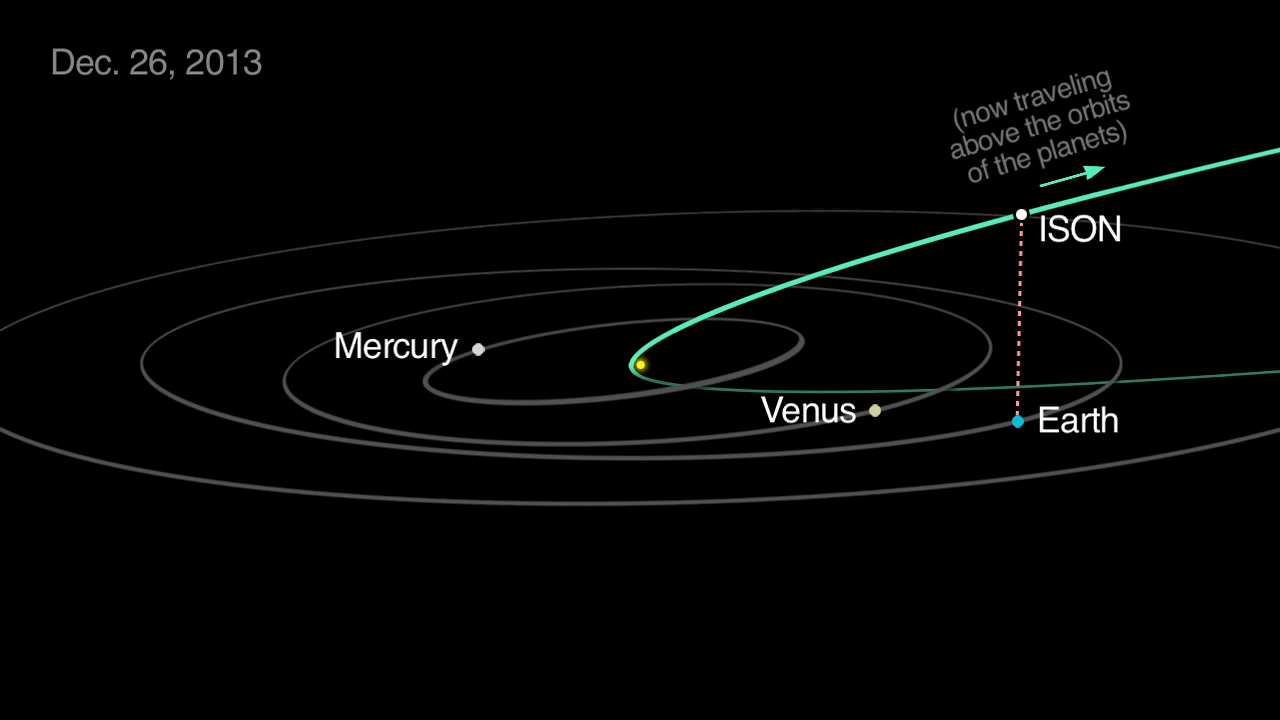 Dec. 26, 2013
(now traveling
above the orbits
of the planets)
ISON
Mercury
Venus
Earth